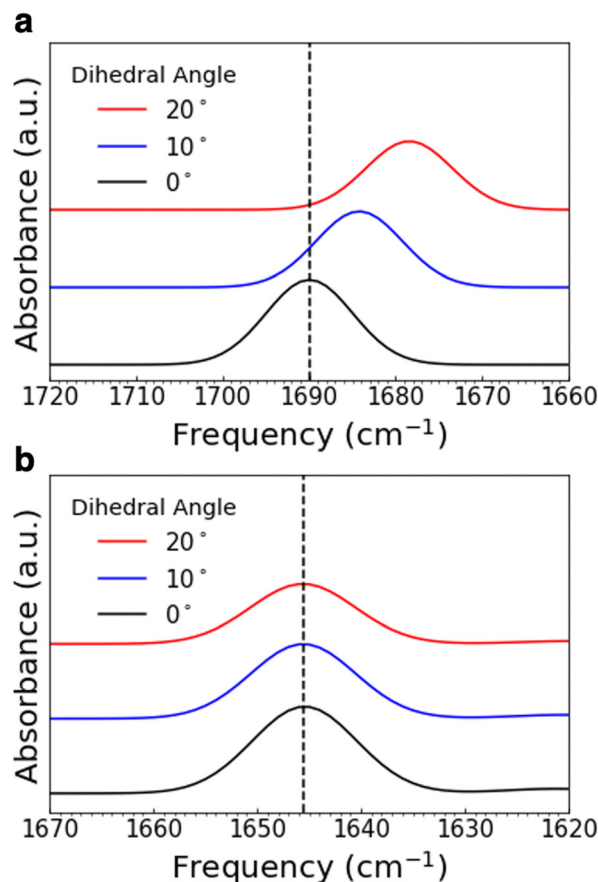 a
Absorbance (a.u.)
Dihedral Angle
20°
10°
0°
1720 1710 1700 1690 1680 1670 1660
Frequency (cm⁻¹)
b
Absorbance (a.u.)
Dihedral Angle
20°
10°
0°
1670 1660 1650 1640 1630 1620
Frequency (cm⁻¹)